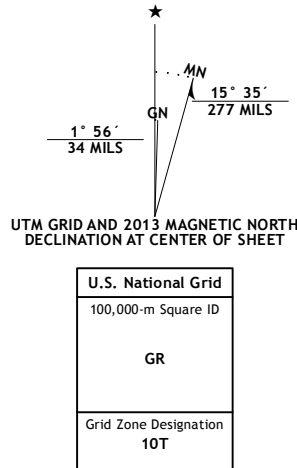 ★
MN
GN
15° 35´
277 MILS
1° 56´
34 MILS
UTM GRID AND 2013 MAGNETIC NORTH
DECLINATION AT CENTER OF SHEET
U.S. National Grid
100,000-m Square ID
GR
Grid Zone Designation
10T